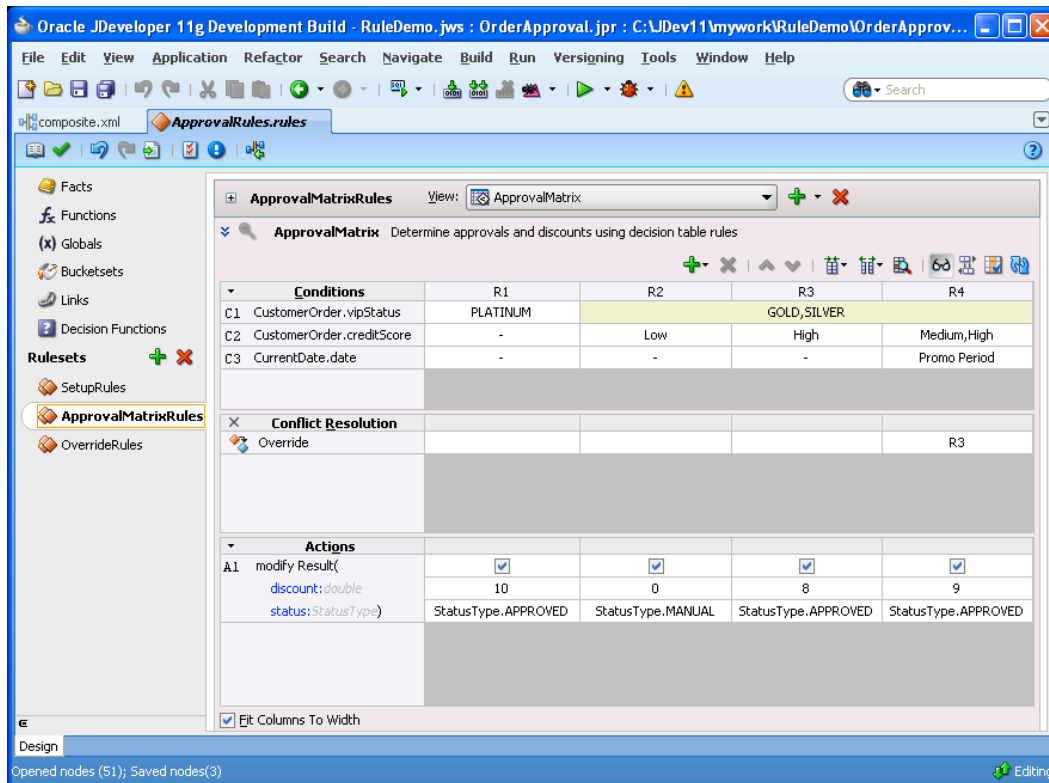 Oracle JDeveloper 11g Development Build - RuleDemo.jws : OrderApproval.jpr : C:\JDev11\mywork\RuleDemo\OrderApprov...
File Edit View Application Refactor Search Navigate Build Run Versioning Tools Window Help
Search
composite.xml ApprovalRules.rules
Facts
Functions
(x) Globals
Bucketsets
Links
Decision Functions
Rulesets
SetupRules
ApprovalMatrixRules
OverrideRules
ApprovalMatrixRules View: ApprovalMatrix
ApprovalMatrix Determine approvals and discounts using decision table rules
Conditions R1 R2 R3 R4
C1 CustomerOrder.vipStatus PLATINUM GOLD,SILVER
C2 CustomerOrder.creditScore - Low High Medium,High
C3 CurrentDate.date - - - Promo Period
Conflict Resolution
Override R3
Actions
A1 modify Result(
discount:double 10 0 8 9
status:StatusType) StatusType.APPROVED StatusType.MANUAL StatusType.APPROVED StatusType.APPROVED
Fit Columns To Width
Design
Opened nodes (51); Saved nodes(3) Editing